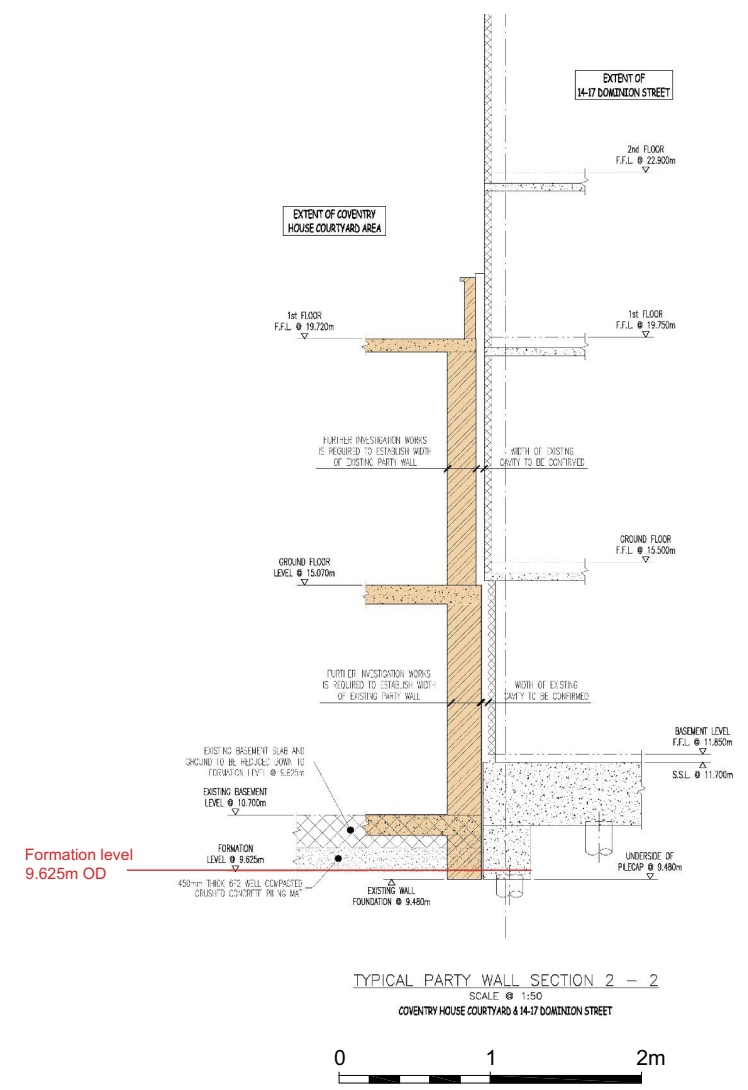 EXTENT OF
14-17 DOMINION STREET
2nd FLOOR
F.F.L. @ 22.900m
EXTENT OF COVENTRY
HOUSE COURTYARD AREA
1st FLOOR
F.F.L. @ 19.720m
1st FLOOR
F.F.L. @ 19.750m
FURTHER INVESTIGATION WORKS
IS REQUIRED TO ESTABLISH WIDTH
OF EXISTING PARTY WALL
WIDTH OF EXISTING
CAVITY TO BE CONFIRMED
GROUND FLOOR
F.F.L. @ 15.500m
GROUND FLOOR
LEVEL @ 15.070m
FURTHER INVESTIGATION WORKS
IS REQUIRED TO ESTABLISH WIDTH
OF EXISTING PARTY WALL
WIDTH OF EXISTING
CAVITY TO BE CONFIRMED
BASEMENT LEVEL
F.F.L. @ 11.850m
S.S.L. @ 11.700m
EXISTING BASEMENT SLAB AND
GROUND TO BE REDUCED DOWN TO
FORMATION LEVEL @ 9.625m
EXISTING BASEMENT
LEVEL @ 10.700m
Formation level
9.625m OD
FORMATION
LEVEL @ 9.625m
UNDERSIDE OF
PILECAP @ 9.480m
450mm THICK 6F2 WELL COMPACTED
CRUSHED CONCRETE PILING MAT
EXISTING WALL
FOUNDATION @ 9.480m
TYPICAL PARTY WALL SECTION 2 - 2
SCALE @ 1:50
COVENTRY HOUSE COURTYARD & 14-17 DOMINION STREET
0 1 2m